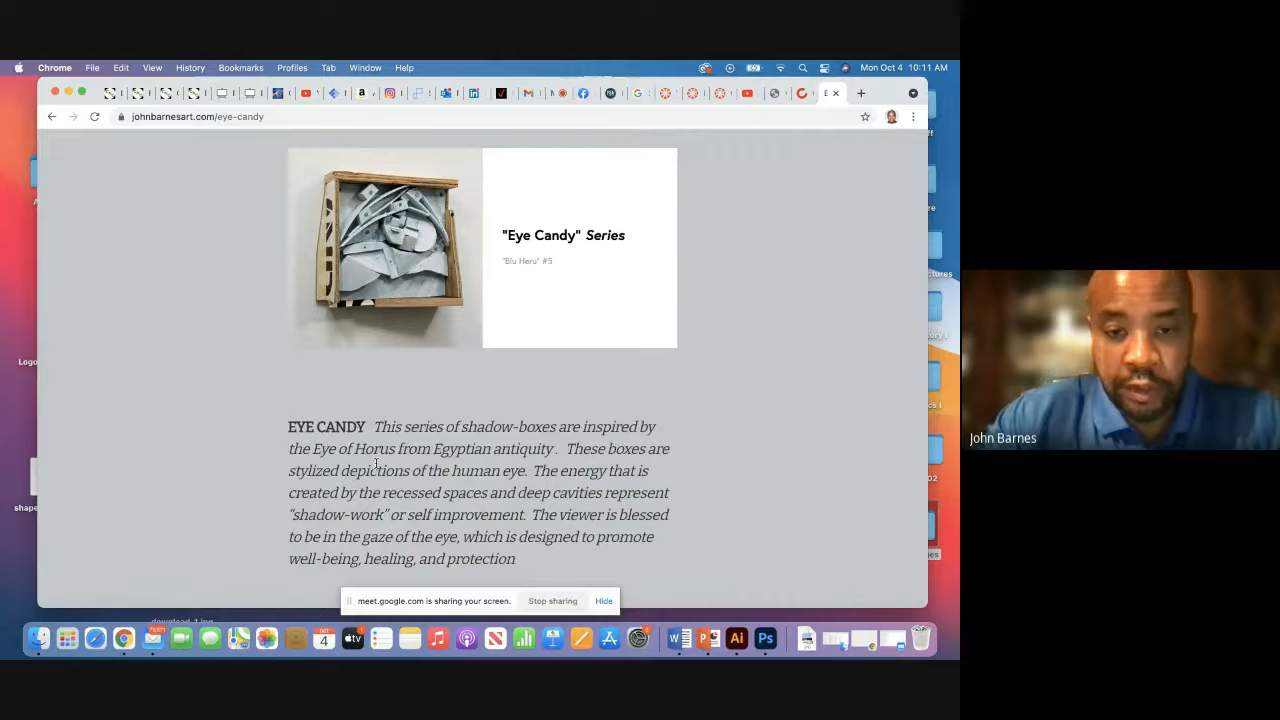 Chrome File Edit View History Bookmarks Profiles Tab Window Help Mon Oct 4 10:11 AM
johnbarnesart.com/eye-candy
"Eye Candy" Series
"Blu Heru" #5
EYE CANDY This series of shadow-boxes are inspired by
the Eye of Horus from Egyptian antiquity . These boxes are
stylized depictions of the human eye. The energy that is
created by the recessed spaces and deep cavities represent
“shadow-work” or self improvement. The viewer is blessed
to be in the gaze of the eye, which is designed to promote
well-being, healing, and protection
meet.google.com is sharing your screen. Stop sharing Hide
John Barnes